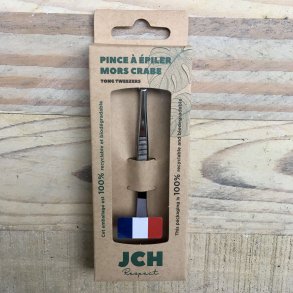 PINCE À ÉPILER
MORS CRABE
TONG TWEEZERS
Cet emballage est 100% recyclable et biodégradable
This packaging is 100% recyclable and biodegradable
JCH
Respect